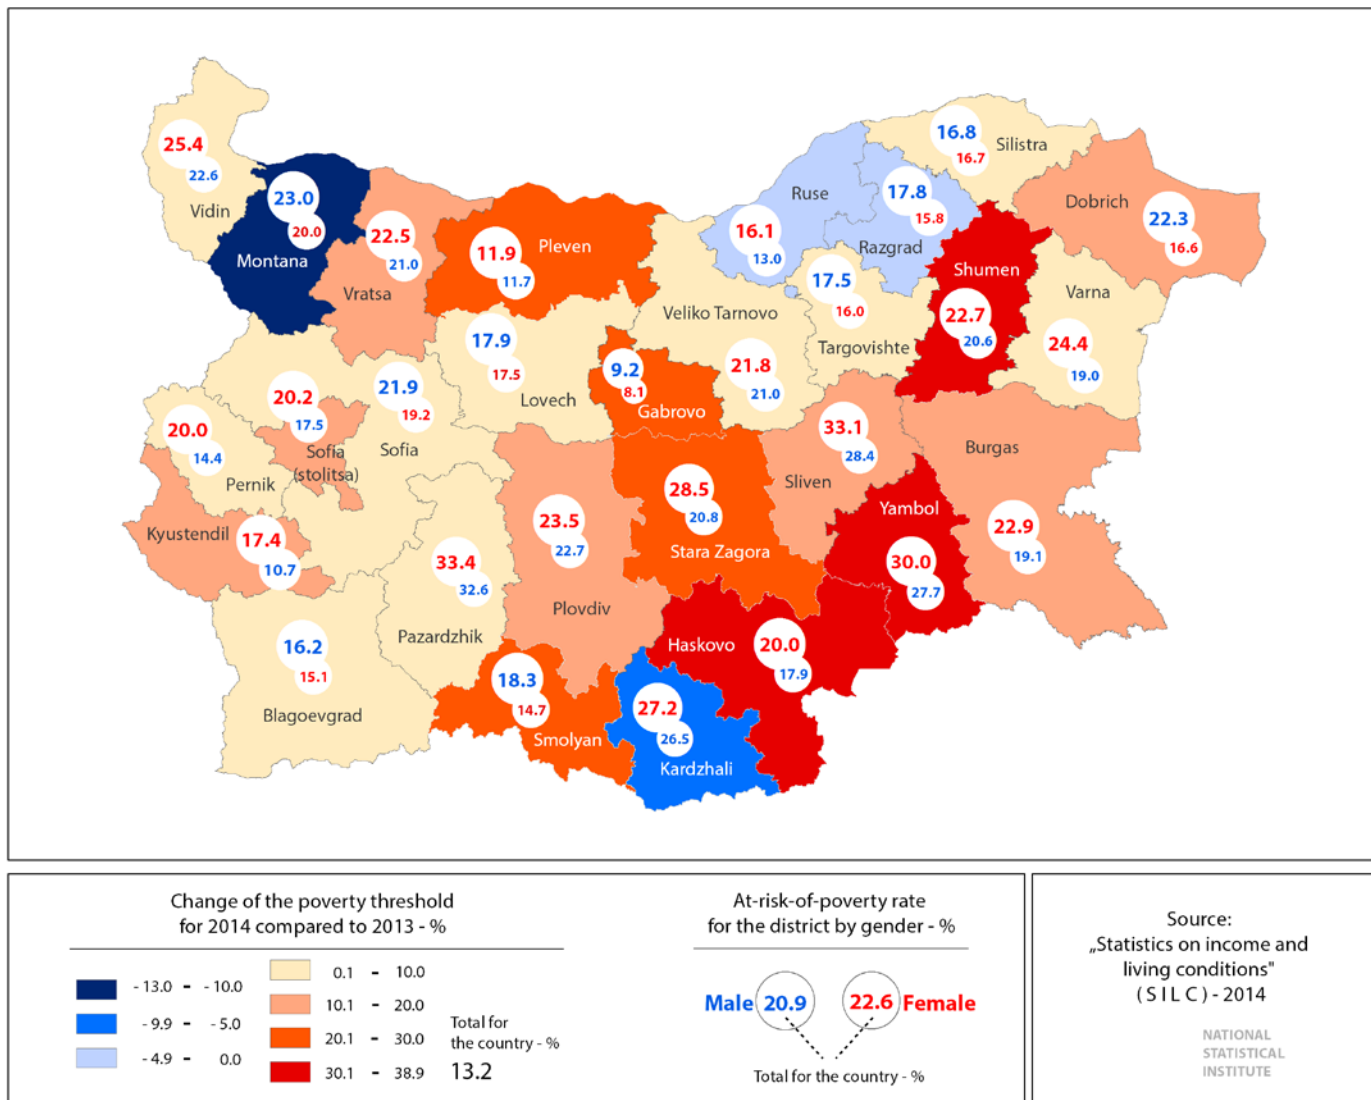 25.4
22.6
Vidin
23.0
20.0
Montana
22.5
21.0
Vratsa
11.9
11.7
Pleven
16.8
16.7
Silistra
Ruse
16.1
13.0
17.8
15.8
Razgrad
Dobrich
22.3
16.6
Shumen
22.7
20.6
Varna
24.4
19.0
17.5
16.0
Targovishte
Veliko Tarnovo
21.8
21.0
17.9
17.5
Lovech
9.2
8.1
Gabrovo
20.2
17.5
Sofia
(stolitsa)
21.9
19.2
Sofia
20.0
14.4
Pernik
Kyustendil
17.4
10.7
33.4
32.6
Pazardzhik
23.5
22.7
Plovdiv
28.5
20.8
Stara Zagora
33.1
28.4
Sliven
Burgas
22.9
19.1
Yambol
30.0
27.7
Haskovo
20.0
17.9
16.2
15.1
Blagoevgrad
18.3
14.7
Smolyan
27.2
26.5
Kardzhali
Change of the poverty threshold
for 2014 compared to 2013 - %
- 13.0 - - 10.0
- 9.9 - - 5.0
- 4.9 - 0.0
0.1 - 10.0
10.1 - 20.0
20.1 - 30.0
30.1 - 38.9
Total for
the country - %
13.2
At-risk-of-poverty rate
for the district by gender - %
Male 20.9 22.6 Female
Total for the country - %
Source:
„Statistics on income and
living conditions"
( S I L C ) - 2014
NATIONAL
STATISTICAL
INSTITUTE